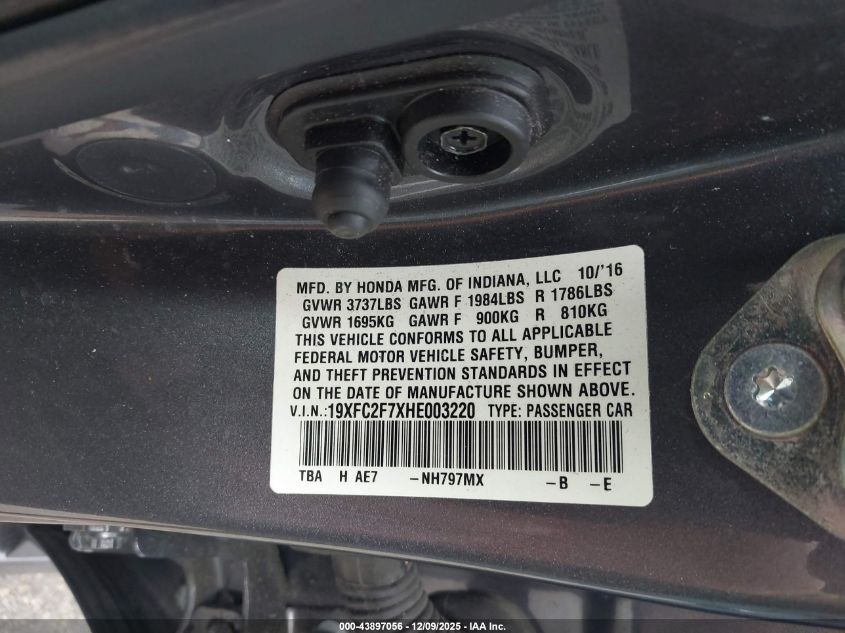 MFD. BY HONDA MFG. OF INDIANA, LLC 10/'16
GVWR 3737LBS GAWR F 1984LBS R 1786LBS
GVWR 1695KG GAWR F 900KG R 810KG
THIS VEHICLE CONFORMS TO ALL APPLICABLE
FEDERAL MOTOR VEHICLE SAFETY, BUMPER,
AND THEFT PREVENTION STANDARDS IN EFFECT
ON THE DATE OF MANUFACTURE SHOWN ABOVE.
V.I.N.:19XFC2F7XHE003220 TYPE: PASSENGER CAR
TBA H AE7 -NH797MX -B -E
000-43897056 - 12/09/2025 - IAA Inc.